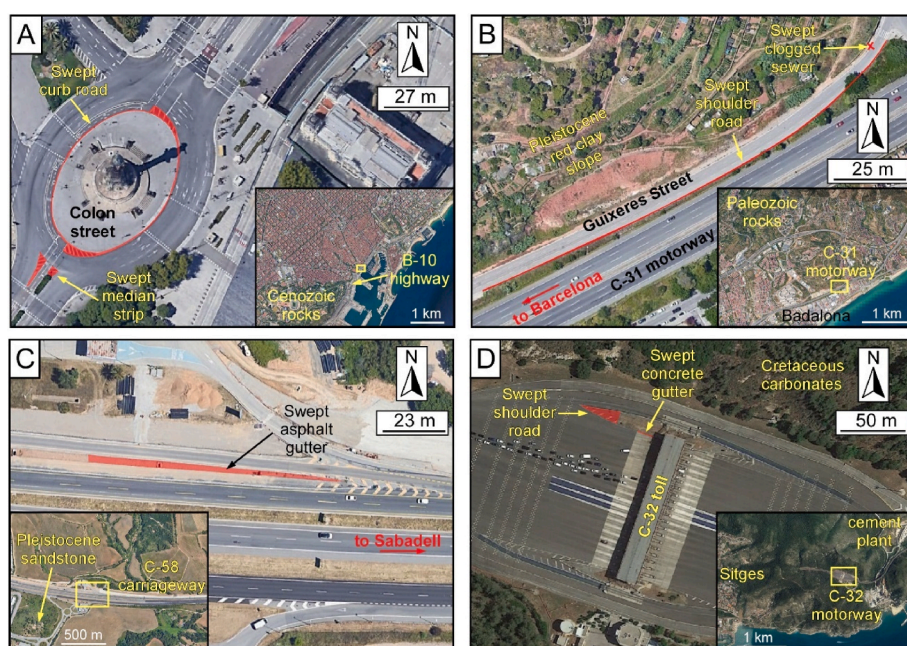 A
N
27 m
Swept
curb road
Colon
street
Swept
median
strip
B-10
highway
Cenozoic
rocks
1 km
B
Swept
clogged
sewer
N
25 m
Swept
shoulder
road
Pleistocene
red clay
slope
Guixeres Street
C-31 motorway
to Barcelona
Paleozoic
rocks
C-31
motorway
Badalona
1 km
C
N
23 m
Swept
asphalt
gutter
to Sabadell
Pleistocene
sandstone
C-58
carriageway
500 m
D
Swept
concrete
gutter
Cretaceous
carbonates
N
50 m
Swept
shoulder
road
C-32 toll
cement
plant
Sitges
C-32
motorway
1 km